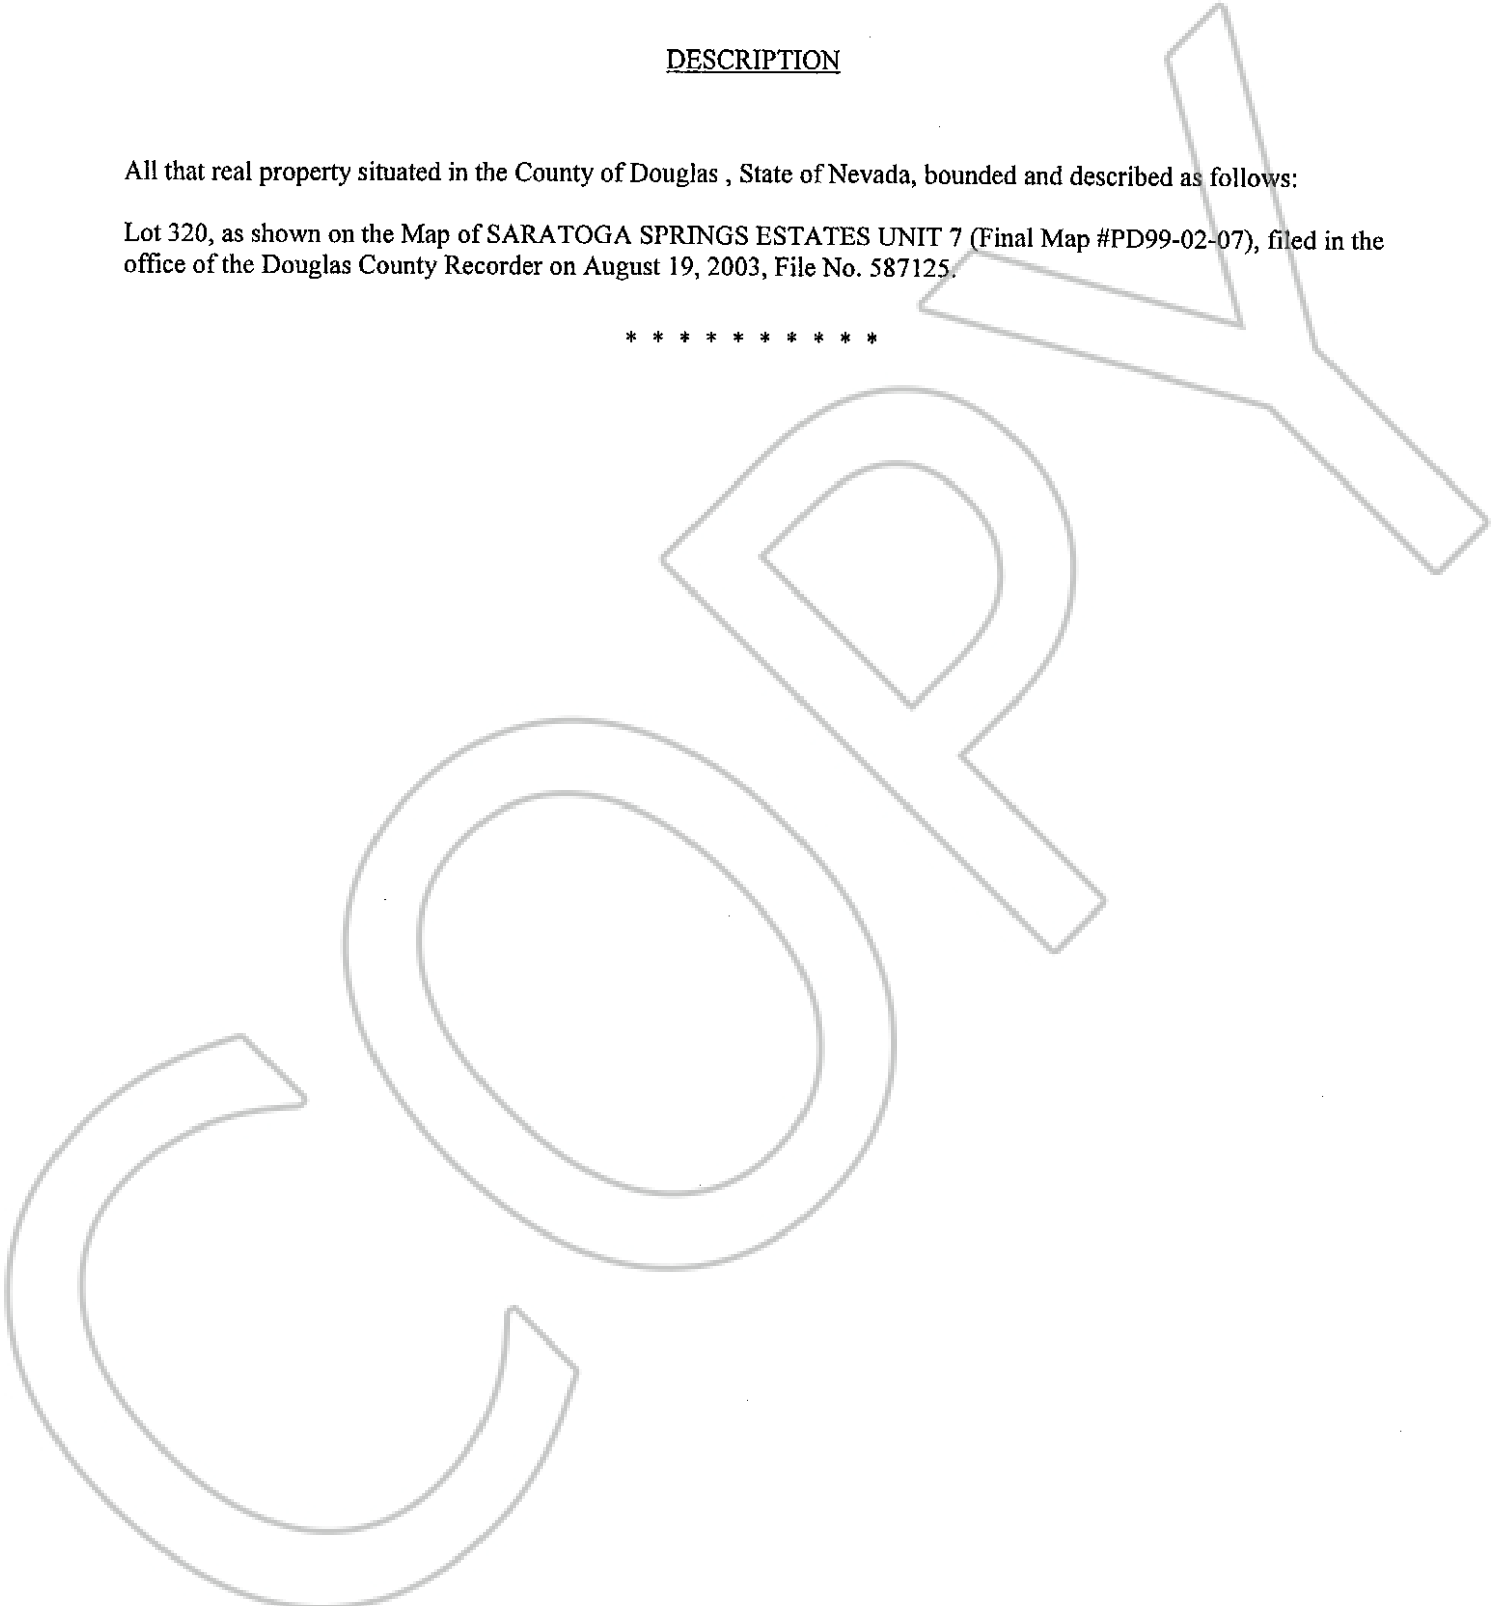 DESCRIPTION
All that real property situated in the County of Douglas , State of Nevada, bounded and described as follows:
Lot 320, as shown on the Map of SARATOGA SPRINGS ESTATES UNIT 7 (Final Map #PD99-02-07), filed in the
office of the Douglas County Recorder on August 19, 2003, File No. 587125.
* * * * * * * * * *
COPY